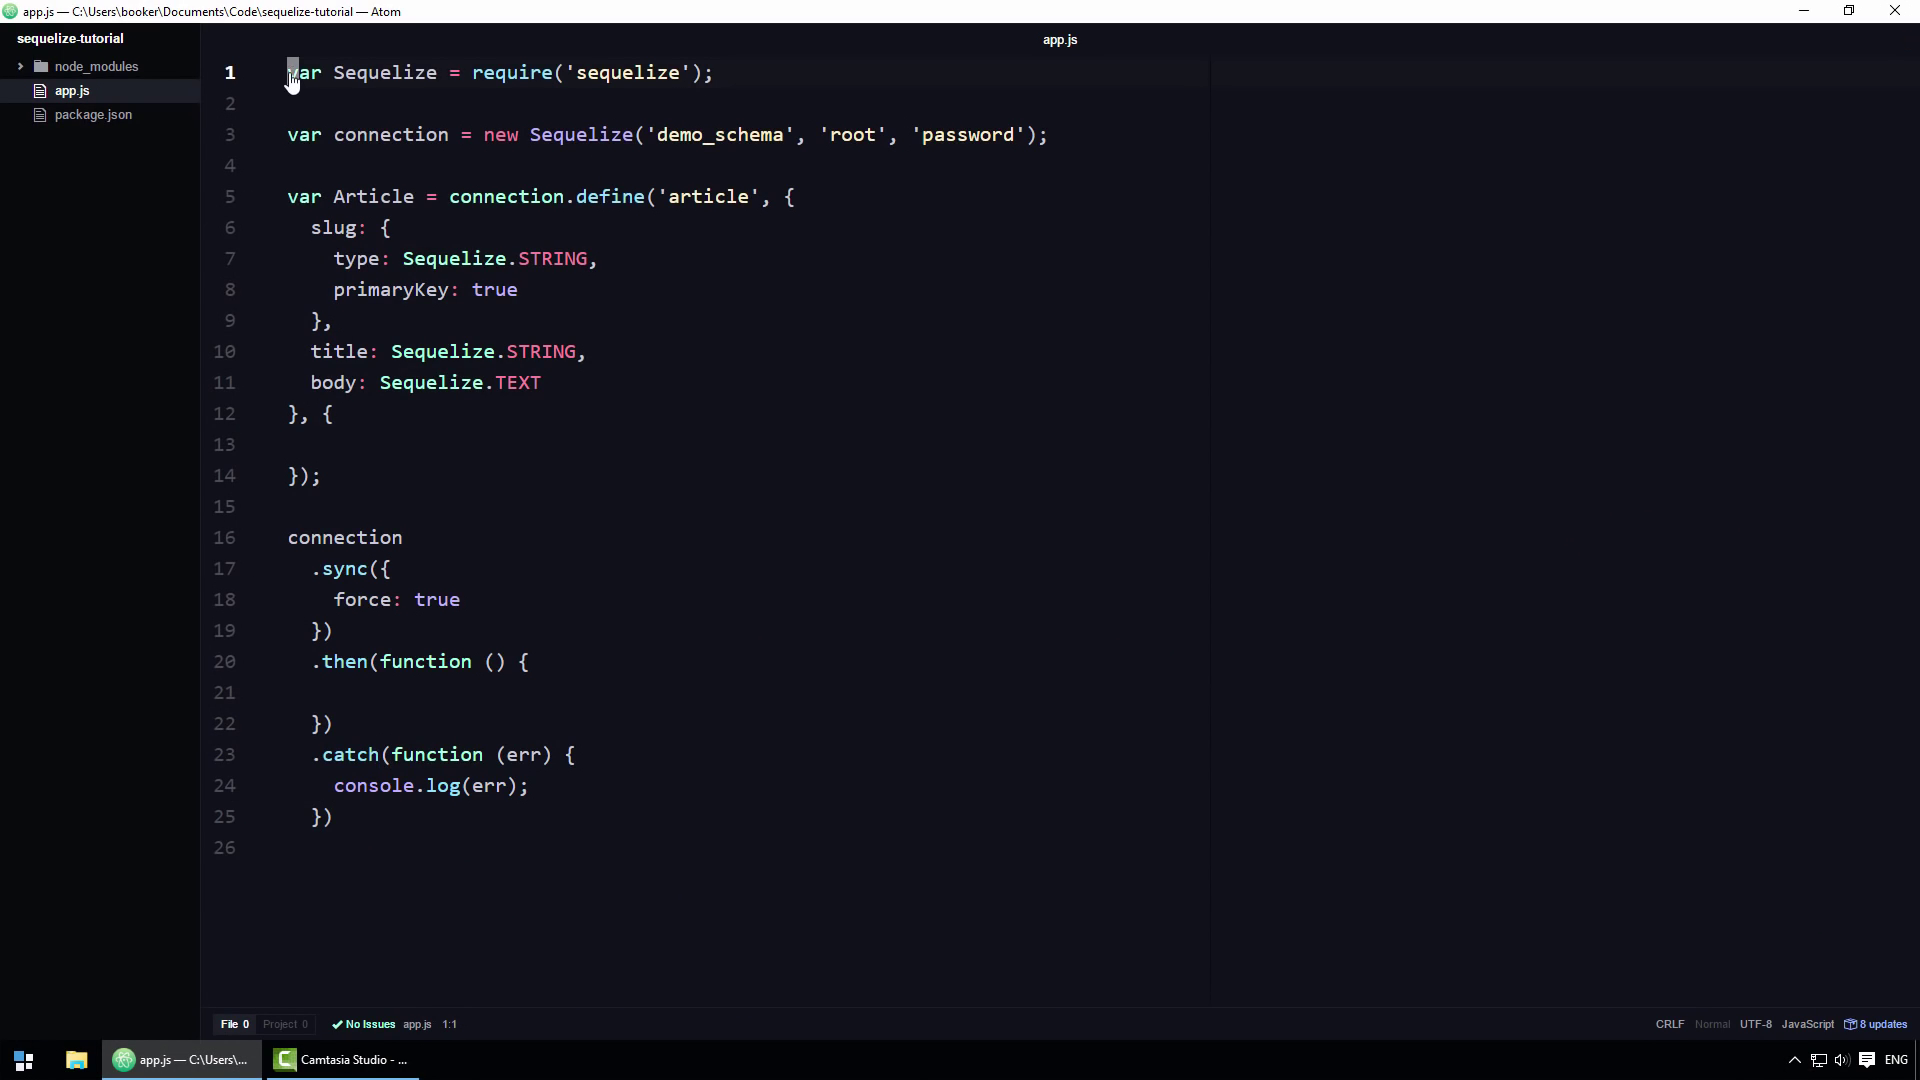 app.js — C:\Users\booker\Documents\Code\sequelize-tutorial — Atom
sequelize-tutorial
node_modules
app.js
package.json
app.js
1 var Sequelize = require('sequelize');
2
3 var connection = new Sequelize('demo_schema', 'root', 'password');
4
5 var Article = connection.define('article', {
6   slug: {
7     type: Sequelize.STRING,
8     primaryKey: true
9   },
10   title: Sequelize.STRING,
11   body: Sequelize.TEXT
12 }, {
13
14 });
15
16 connection
17   .sync({
18     force: true
19   })
20   .then(function () {
21
22   })
23   .catch(function (err) {
24     console.log(err);
25   })
26
File 0 Project 0 No Issues app.js 1:1 CRLF Normal UTF-8 JavaScript 8 updates
app.js — C:\Users\... Camtasia Studio - ... ENG